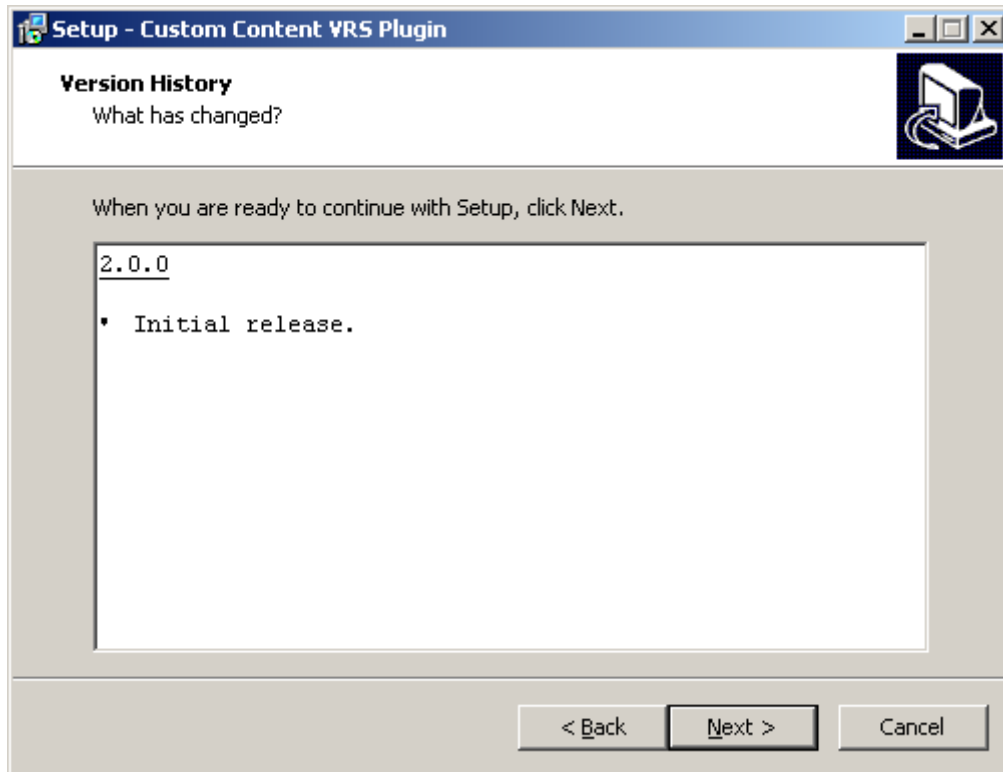 Setup - Custom Content VRS Plugin
Version History
What has changed?
When you are ready to continue with Setup, click Next.
2.0.0
• Initial release.
< Back
Next >
Cancel